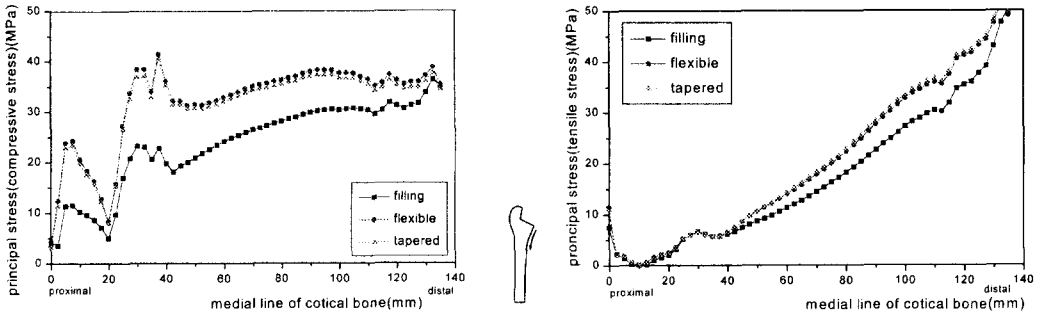 principal stress(compressive stress)(MPa)
50
40
30
20
10
0
filling
flexible
tapered
0 20 40 60 80 100 120 140
proximal distal
medial line of cotical bone(mm)
proncipal stress(tensile stress)(MPa)
50
40
30
20
10
0
filling
flexible
tapered
0 20 40 60 80 100 120 140
proximal distal
medial line of cotical bone(mm)